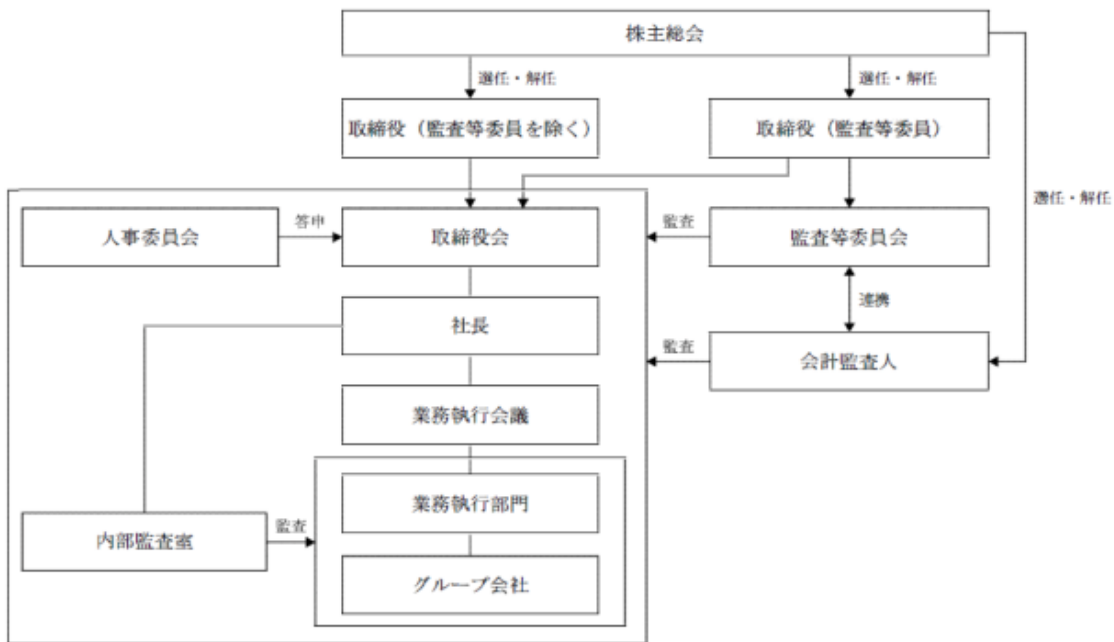 株主総会
選任・解任
選任・解任
取締役（監査等委員を除く）
取締役（監査等委員）
選任・解任
人事委員会
答申
取締役会
監査
監査等委員会
連携
社長
監査
会計監査人
業務執行会議
業務執行部門
内部監査室
監査
グループ会社